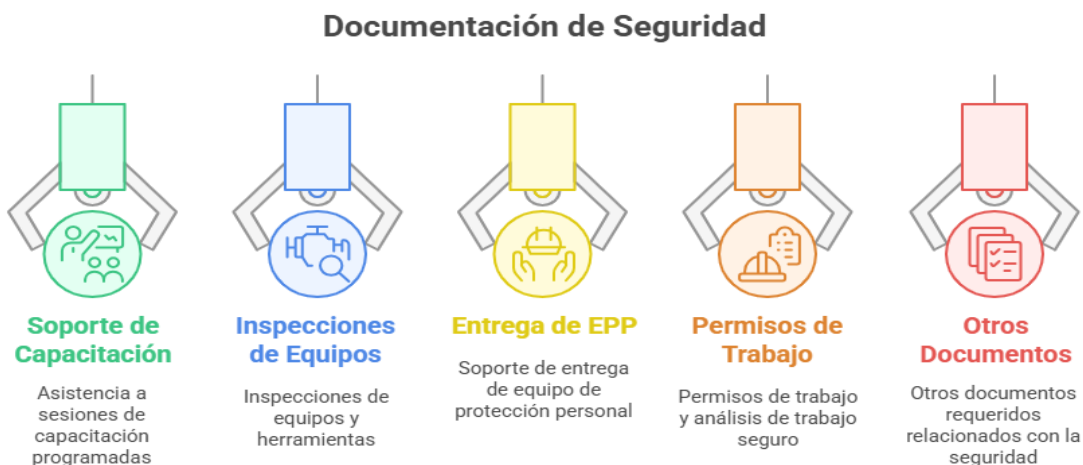 Documentación de Seguridad
Soporte de
Capacitación
Asistencia a
sesiones de
capacitación
programadas
Inspecciones
de Equipos
Inspecciones de
equipos y
herramientas
Entrega de EPP
Soporte de entrega
de equipo de
protección personal
Permisos de
Trabajo
Permisos de trabajo
y análisis de trabajo
seguro
Otros
Documentos
Otros documentos
requeridos
relacionados con la
seguridad